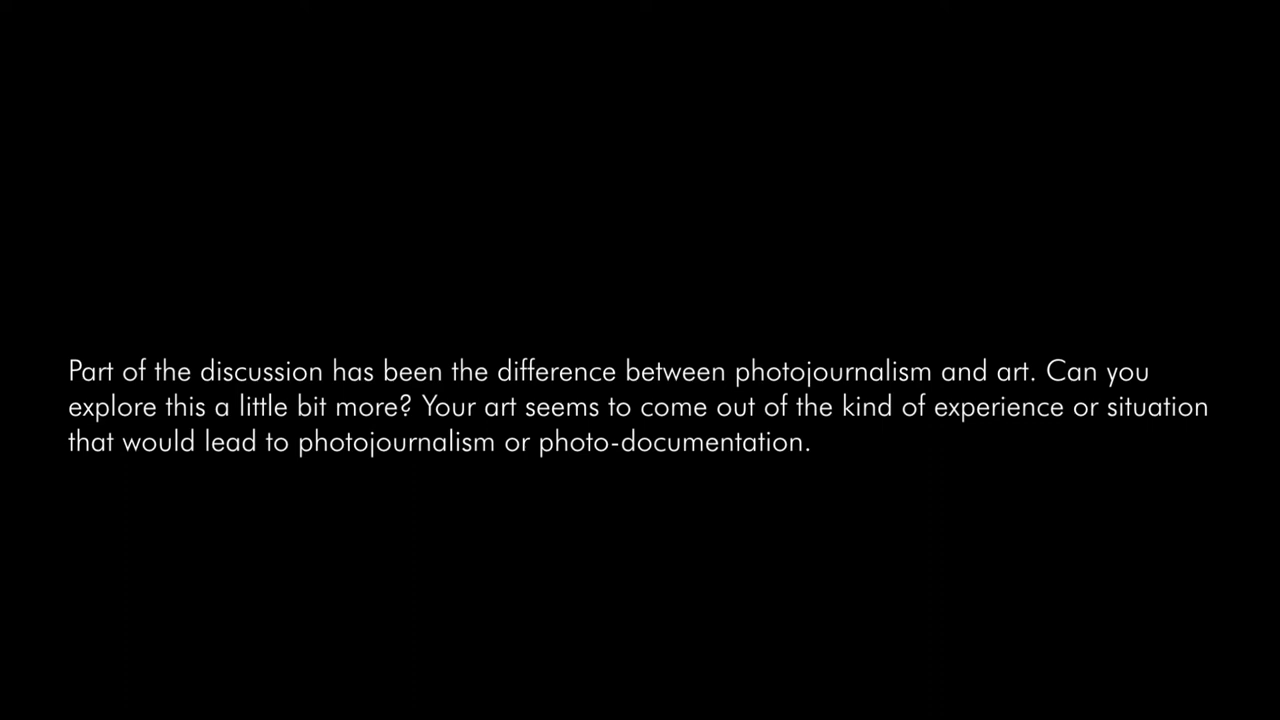 Part of the discussion has been the difference between photojournalism and art. Can you
explore this a little bit more? Your art seems to come out of the kind of experience or situation
that would lead to photojournalism or photo-documentation.